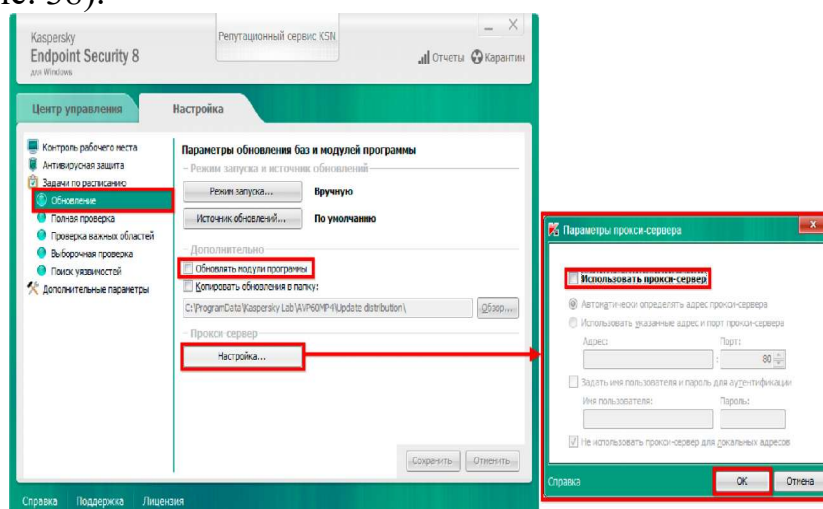 Kaspersky
Endpoint Security 8
для Windows
Репутационный сервис KSN
Отчеты Карантин
Центр управления Настройка
Контроль рабочего места
Антивирусная защита
Задачи по расписанию
Обновление
Полная проверка
Проверка важных областей
Выборочная проверка
Поиск уязвимостей
Дополнительные параметры
Параметры обновления баз и модулей программы
Режим запуска и источник обновлений
Режим запуска... Вручную
Источник обновлений... По умолчанию
Дополнительно
Обновлять модули программы
Копировать обновления в папку:
C:\ProgramData\Kaspersky Lab\AVP60MP4\Update distribution\ Обзор...
Прокси сервер
Настройка...
Сохранить Отменить
Справка Поддержка Лицензия
Параметры прокси-сервера
Использовать прокси-сервер
Автоматически определять адрес прокси-сервера
Использовать указанные адрес и порт прокси-сервера
Адрес: Порт:
: 80
Задать имя пользователя и пароль для аутентификации
Имя пользователя: Пароль:
Не использовать прокси-сервер для локальных адресов
Справка OK Отмена